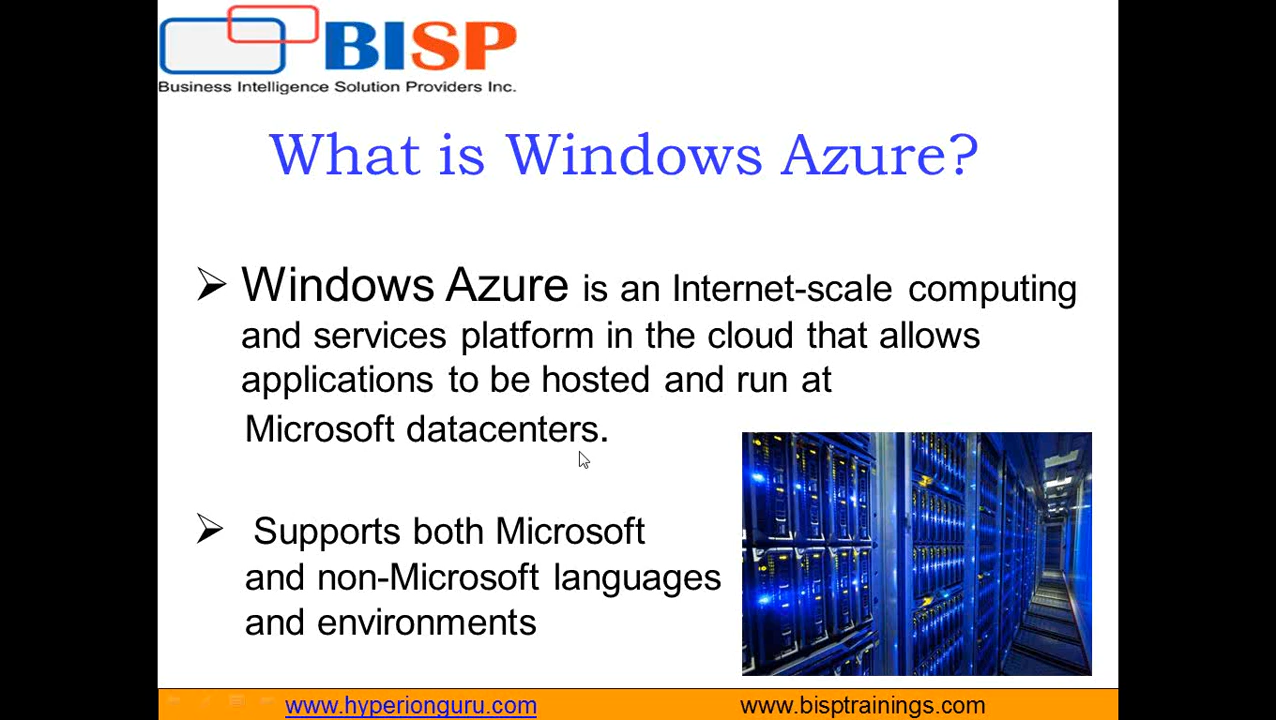 BISP
Business Intelligence Solution Providers Inc.
What is Windows Azure?
Windows Azure is an Internet-scale computing
and services platform in the cloud that allows
applications to be hosted and run at
Microsoft datacenters.
Supports both Microsoft
and non-Microsoft languages
and environments
www.hyperionguru.com www.bisptrainings.com